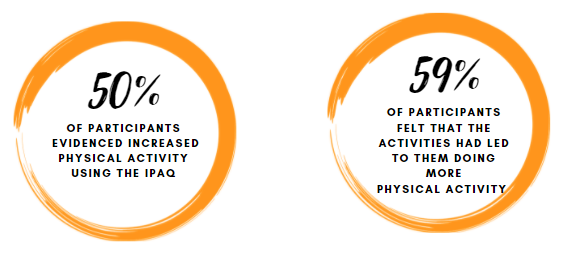 50%
OF PARTICIPANTS
EVIDENCED INCREASED
PHYSICAL ACTIVITY
USING THE IPAQ
59%
OF PARTICIPANTS
FELT THAT THE
ACTIVITIES HAD LED
TO THEM DOING
MORE
PHYSICAL ACTIVITY